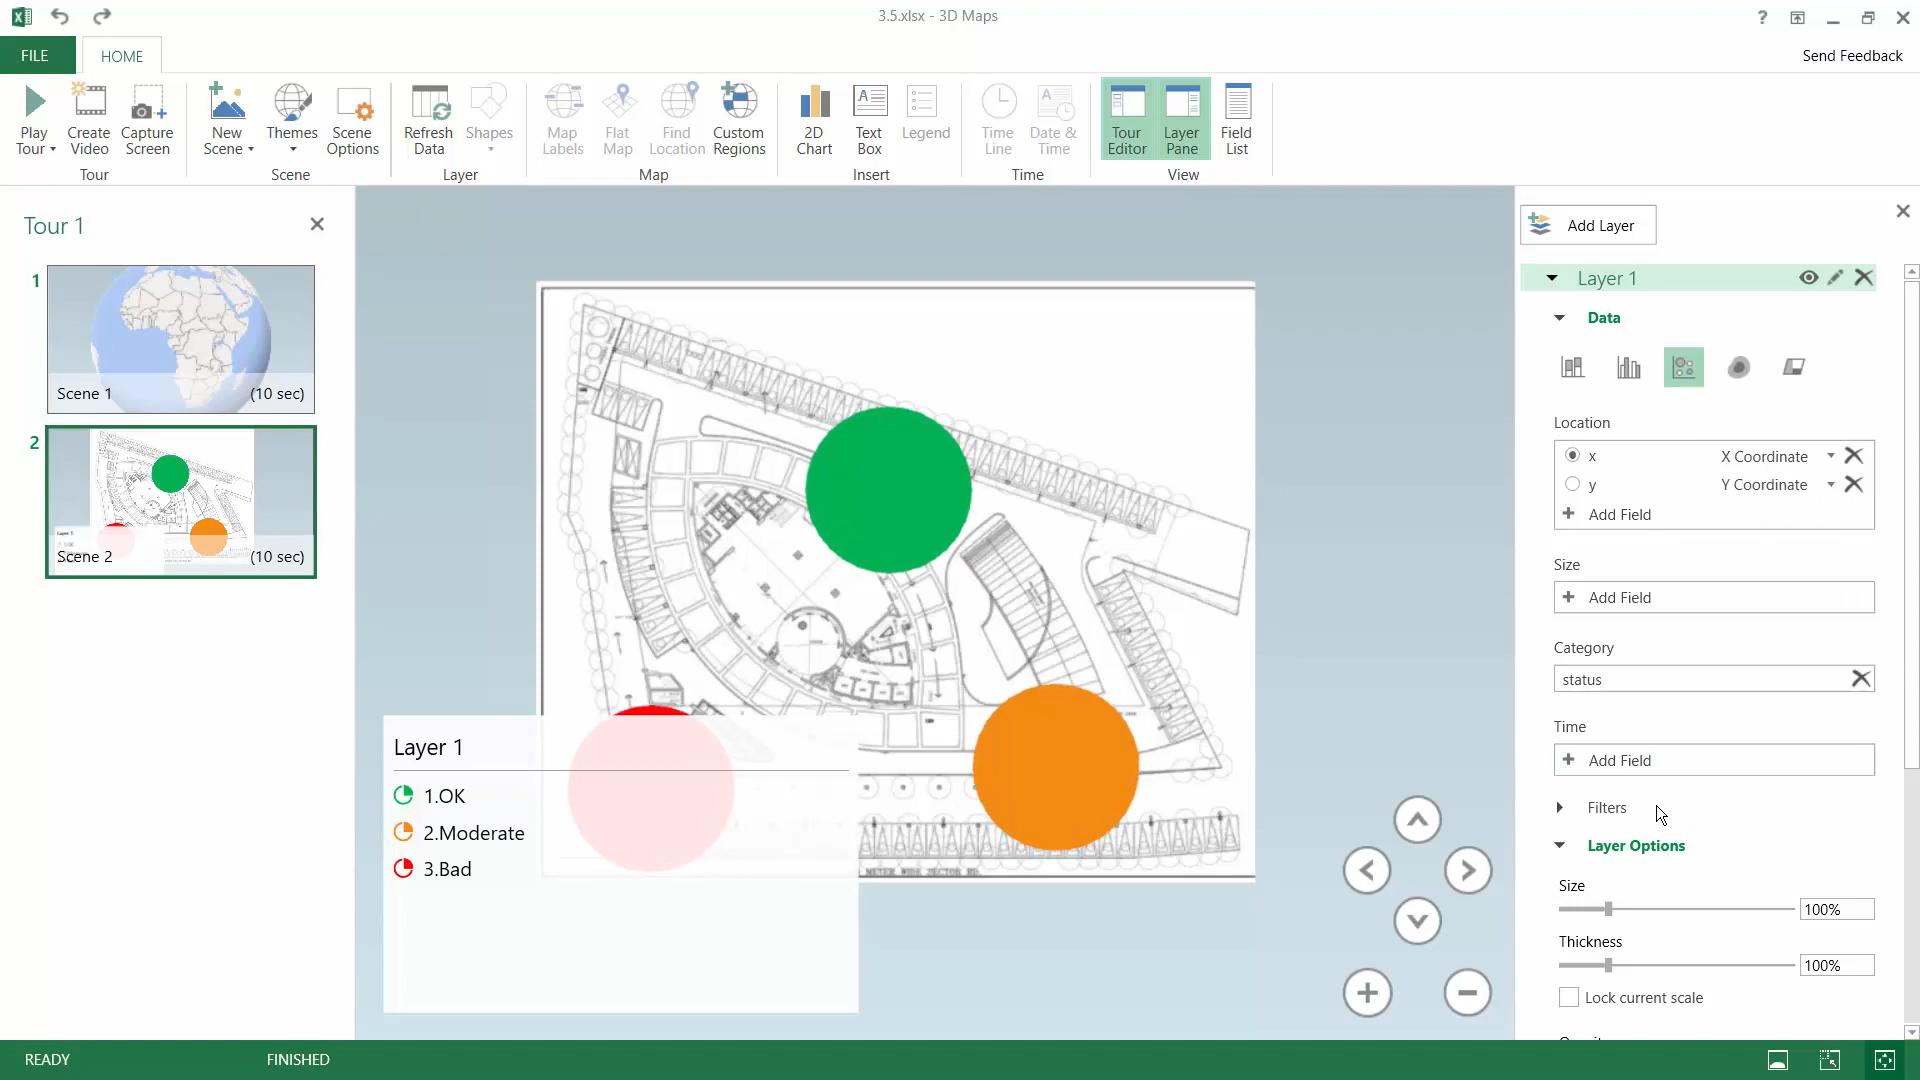 3.5.xlsx - 3D Maps
?
FILE
HOME
Send Feedback
Play
Tour
Create
Video
Capture
Screen
Tour
New
Scene
Themes
Scene
Options
Scene
Refresh
Data
Shapes
Layer
Map
Labels
Flat
Map
Find
Location
Custom
Regions
Map
2D
Chart
Text
Box
Legend
Insert
Time
Line
Date &
Time
Time
Tour
Editor
Layer
Pane
Field
List
View
Tour 1
1
Scene 1 (10 sec)
2
Scene 2 (10 sec)
Layer 1
1.OK
2.Moderate
3.Bad
METER WIDE SECTOR RD.
Add Layer
Layer 1
Data
Location
x X Coordinate
y Y Coordinate
Add Field
Size
Add Field
Category
status
Time
Add Field
Filters
Layer Options
Size
100%
Thickness
100%
Lock current scale
READY
FINISHED